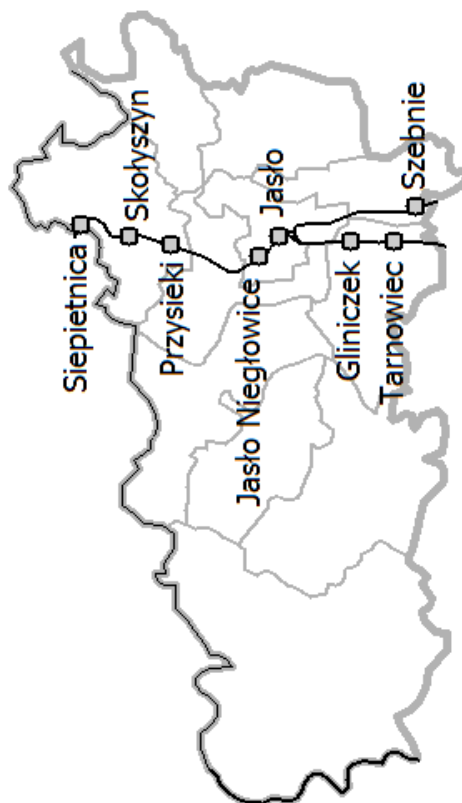 Siepietnica
Skołyszyn
Przysieki
Jasło Niegłowice
Jasło
Gliniczek
Tarnowiec
Szebnie